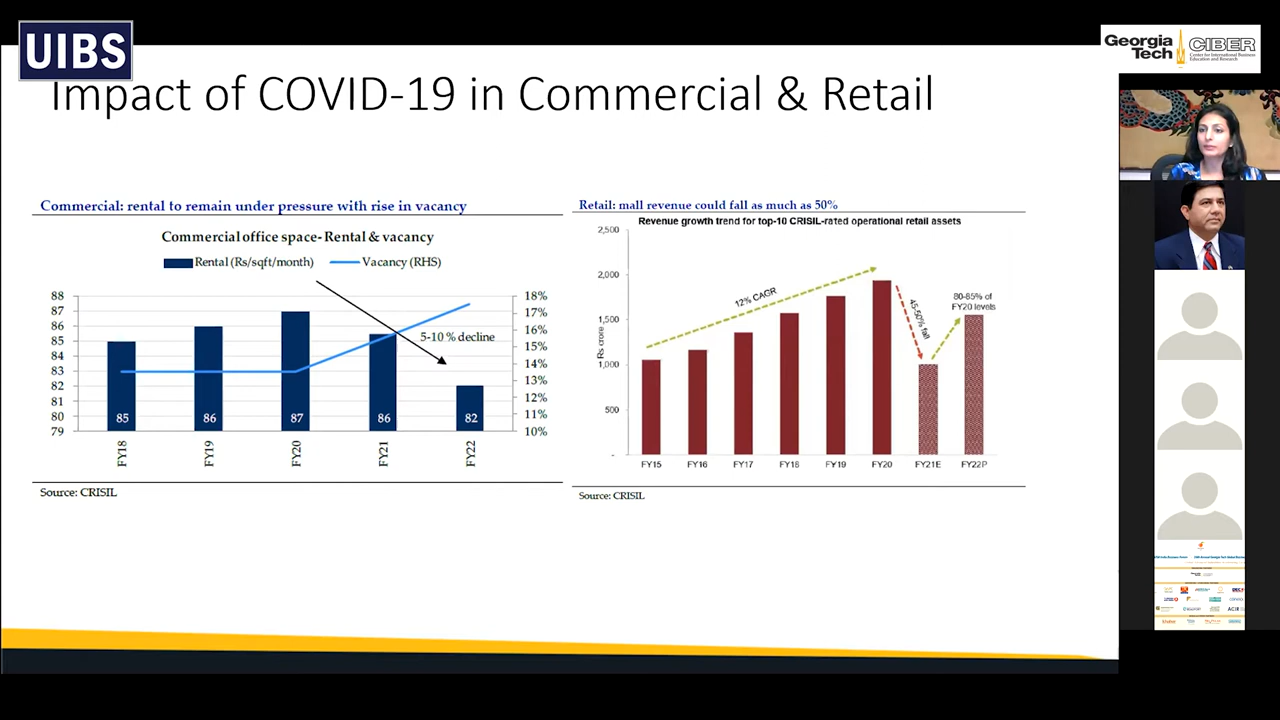 UIBS
Georgia
Tech
CIBER
Center for International Business
Education and Research
Impact of COVID-19 in Commercial & Retail
Commercial: rental to remain under pressure with rise in vacancy
Commercial office space- Rental & vacancy
Rental (Rs/sqft/month)
Vacancy (RHS)
88
87
86
85
84
83
82
81
80
79
18%
17%
16%
15%
14%
13%
12%
11%
10%
5-10 % decline
85
86
87
86
82
FY18
FY19
FY20
FY21
FY22
Source: CRISIL
Retail: mall revenue could fall as much as 50%
Revenue growth trend for top-10 CRISIL-rated operational retail assets
2,500
2,000
1,500
1,000
500
-
Rs crore
12% CAGR
45-50% fall
80-85% of
FY20 levels
FY15
FY16
FY17
FY18
FY19
FY20
FY21E
FY22P
Source: CRISIL